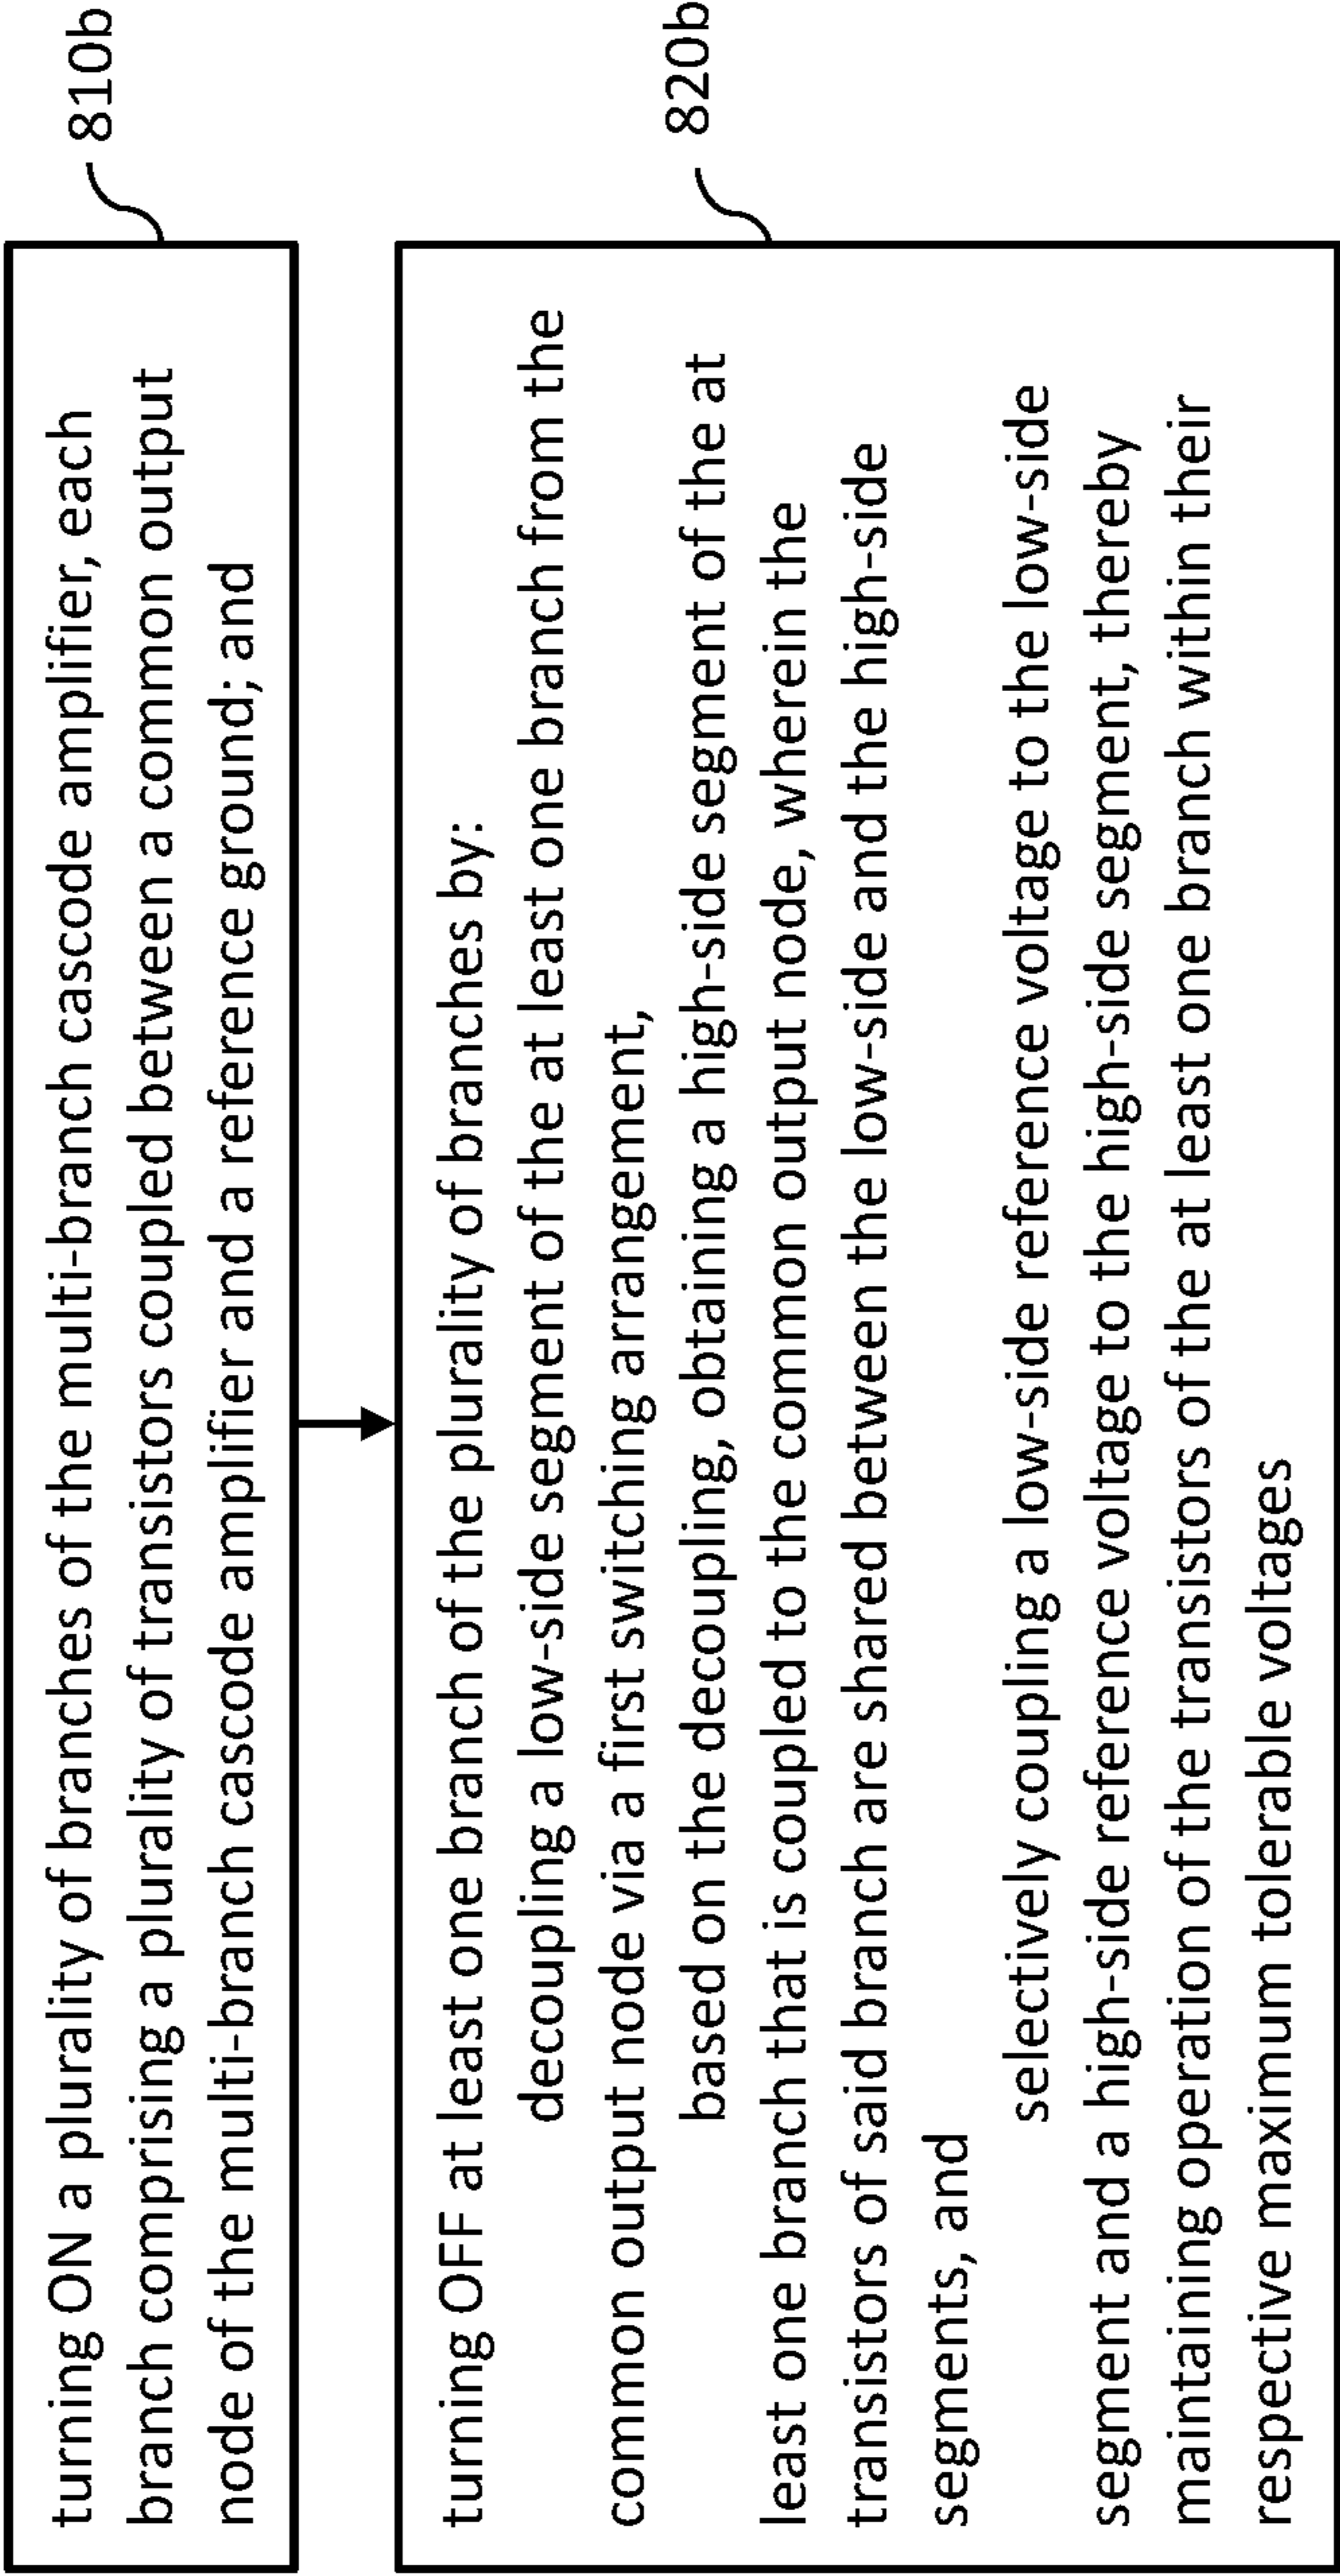 turning ON a plurality of branches of the multi-branch cascode amplifier, each
branch comprising a plurality of transistors coupled between a common output
node of the multi-branch cascode amplifier and a reference ground; and
810b
turning OFF at least one branch of the plurality of branches by:
decoupling a low-side segment of the at least one branch from the
common output node via a first switching arrangement,
based on the decoupling, obtaining a high-side segment of the at
least one branch that is coupled to the common output node, wherein the
transistors of said branch are shared between the low-side and the high-side
segments, and
selectively coupling a low-side reference voltage to the low-side
segment and a high-side reference voltage to the high-side segment, thereby
maintaining operation of the transistors of the at least one branch within their
respective maximum tolerable voltages
820b